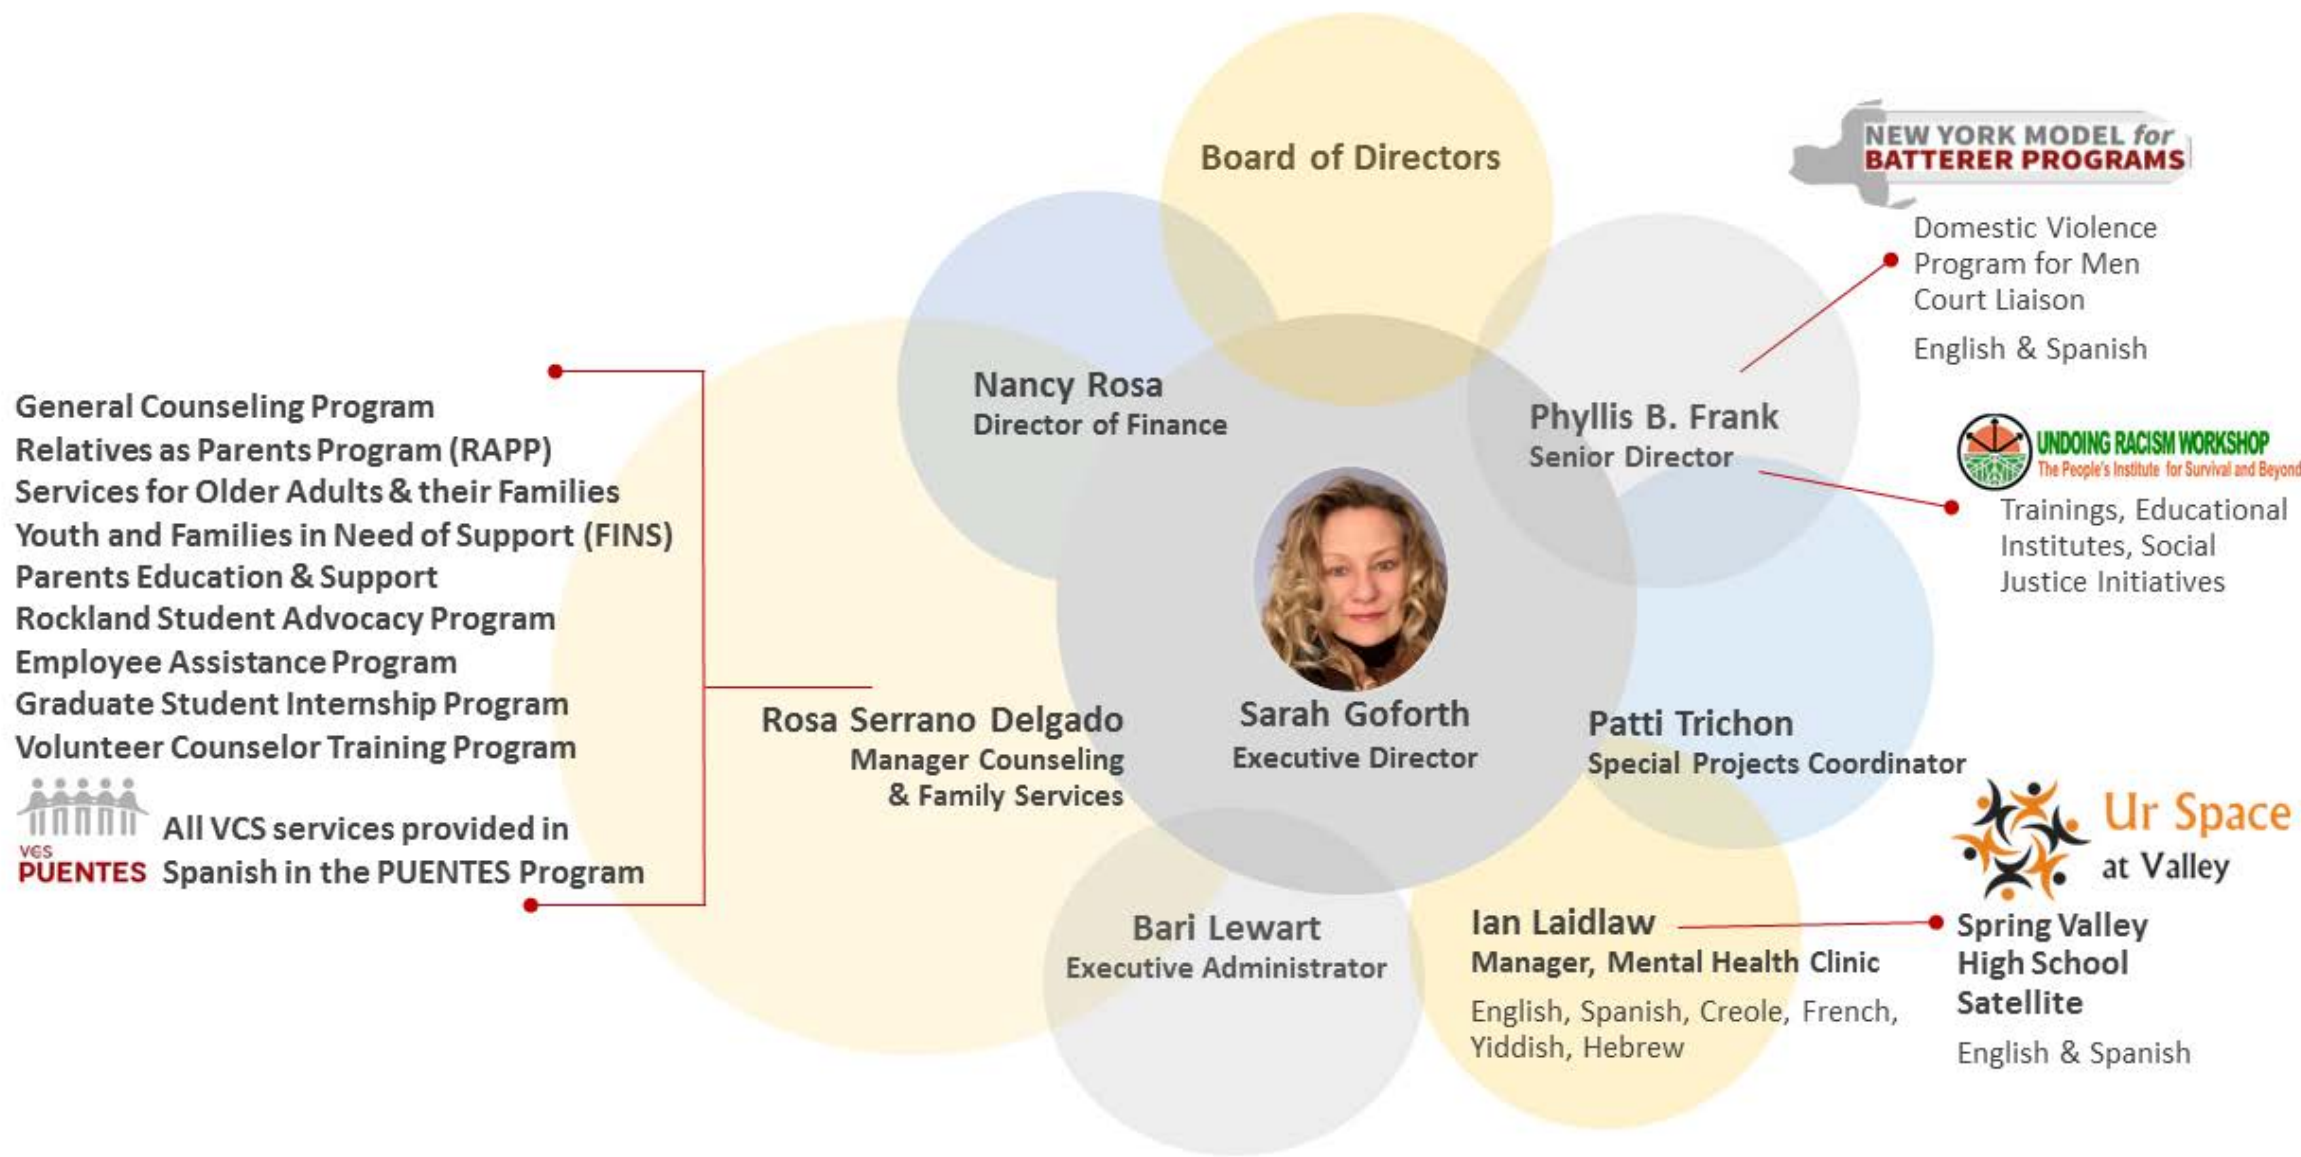 Board of Directors
NEW YORK MODEL for
BATTERER PROGRAMS
Domestic Violence
Program for Men
Court Liaison
English & Spanish
Nancy Rosa
Director of Finance
Phyllis B. Frank
Senior Director
UNDOING RACISM WORKSHOP
The People's Institute for Survival and Beyond
Trainings, Educational
Institutes, Social
Justice Initiatives
General Counseling Program
Relatives as Parents Program (RAPP)
Services for Older Adults & their Families
Youth and Families in Need of Support (FINS)
Parents Education & Support
Rockland Student Advocacy Program
Employee Assistance Program
Graduate Student Internship Program
Volunteer Counselor Training Program
VCS
PUENTES
All VCS services provided in
Spanish in the PUENTES Program
Rosa Serrano Delgado
Manager Counseling
& Family Services
Sarah Goforth
Executive Director
Patti Trichon
Special Projects Coordinator
Ur Space
at Valley
Bari Lewart
Executive Administrator
Ian Laidlaw
Manager, Mental Health Clinic
English, Spanish, Creole, French,
Yiddish, Hebrew
Spring Valley
High School
Satellite
English & Spanish